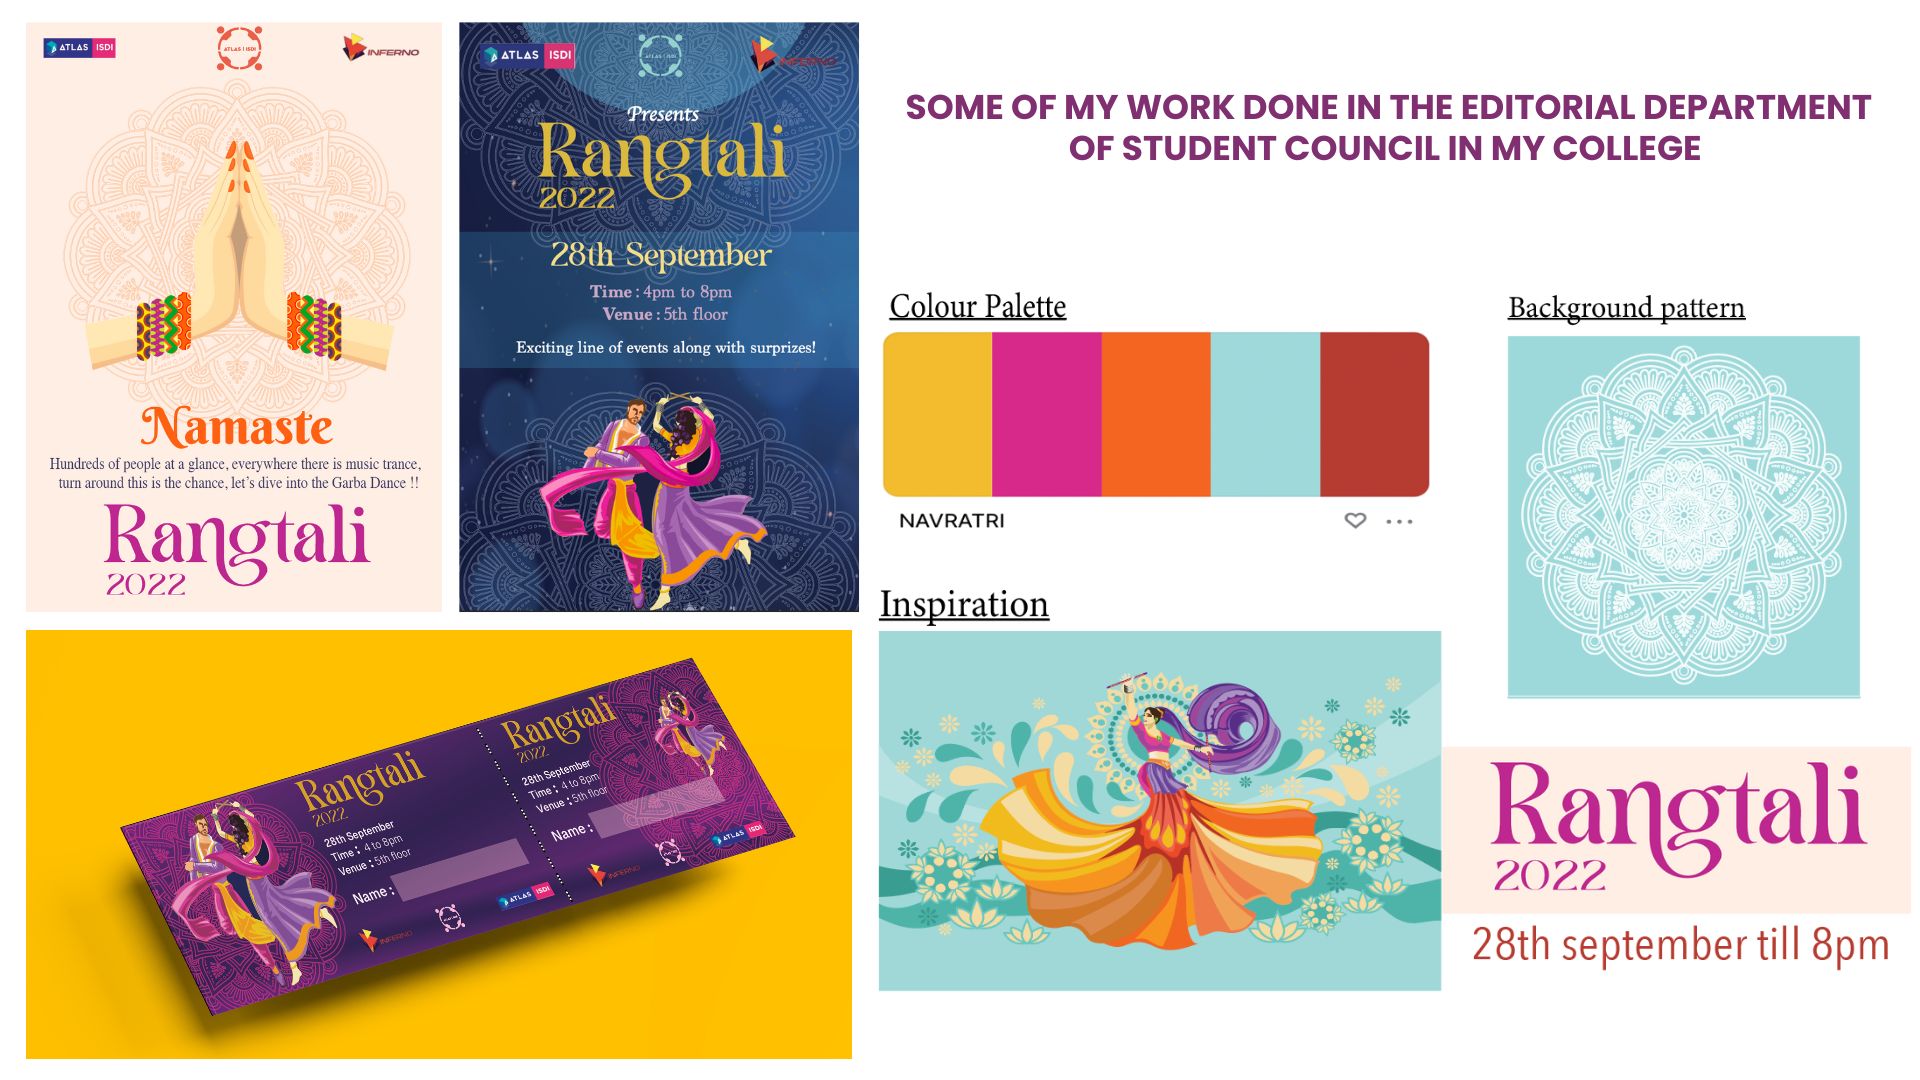 ATLAS ISDI
ATLAS | ISDI
INFERNO
Namaste
Hundreds of people at a glance, everywhere there is music trance,
turn around this is the chance, let's dive into the Garba Dance !!
Rangtali
2022
ATLAS ISDI
ATLAS | ISDI
INFERNO
Presents
Rangtali
2022
28th September
Time : 4pm to 8pm
Venue : 5th floor
Exciting line of events along with surprizes!
SOME OF MY WORK DONE IN THE EDITORIAL DEPARTMENT
OF STUDENT COUNCIL IN MY COLLEGE
Colour Palette
NAVRATRI
Background pattern
Inspiration
Rangtali
2022
28th september till 8pm
Rangtali
2022
28th September
Time : 4 to 8pm
Venue : 5th floor
Name :
INFERNO
ATLAS ISDI
Rangtali
2022
28th September
Time : 4 to 8pm
Venue : 5th floor
Name :
INFERNO
ATLAS ISDI